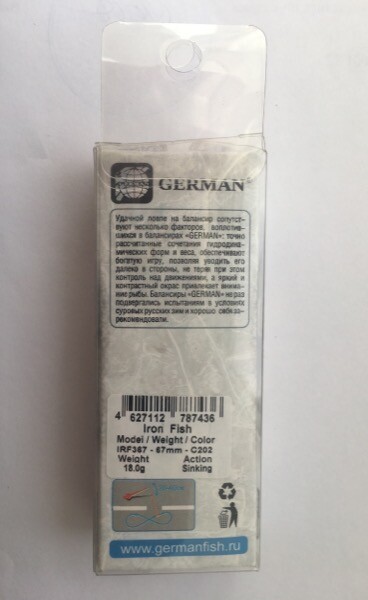 GERMAN®
Удачной ловле на балансир сопутст-
вуют несколько факторов, воплотив-
шихся в балансирах «GERMAN»: точно
рассчитанные сочетания гидродина-
мических форм и веса, обеспечивают
богатую игру, позволяя уводить его
далеко в стороны, не теряя при этом
контроль над движениями, а яркий и
контрастный окрас привлекает внима-
ние рыбы. Балансиры «GERMAN» не раз
подвергались испытаниям в условиях
суровых русских зим и хорошо себя за-
рекомендовали.
4 627112 787436
Iron Fish
Model / Weight / Color
IRF367 - 67mm - C202
Weight Action
18.0g Sinking
www.germanfish.ru